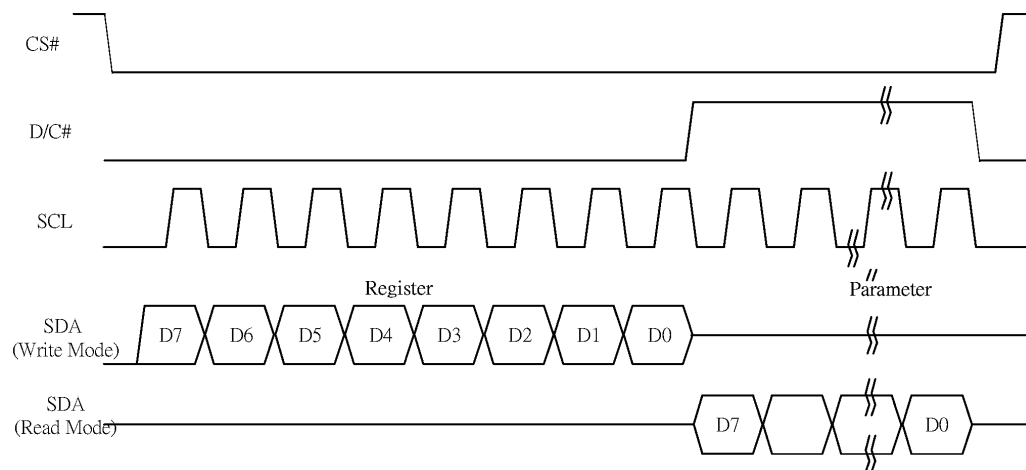 CS#
D/C#
SCL
Register
Parameter
SDA
(Write Mode)
D7 D6 D5 D4 D3 D2 D1 D0
SDA
(Read Mode)
D7 D0